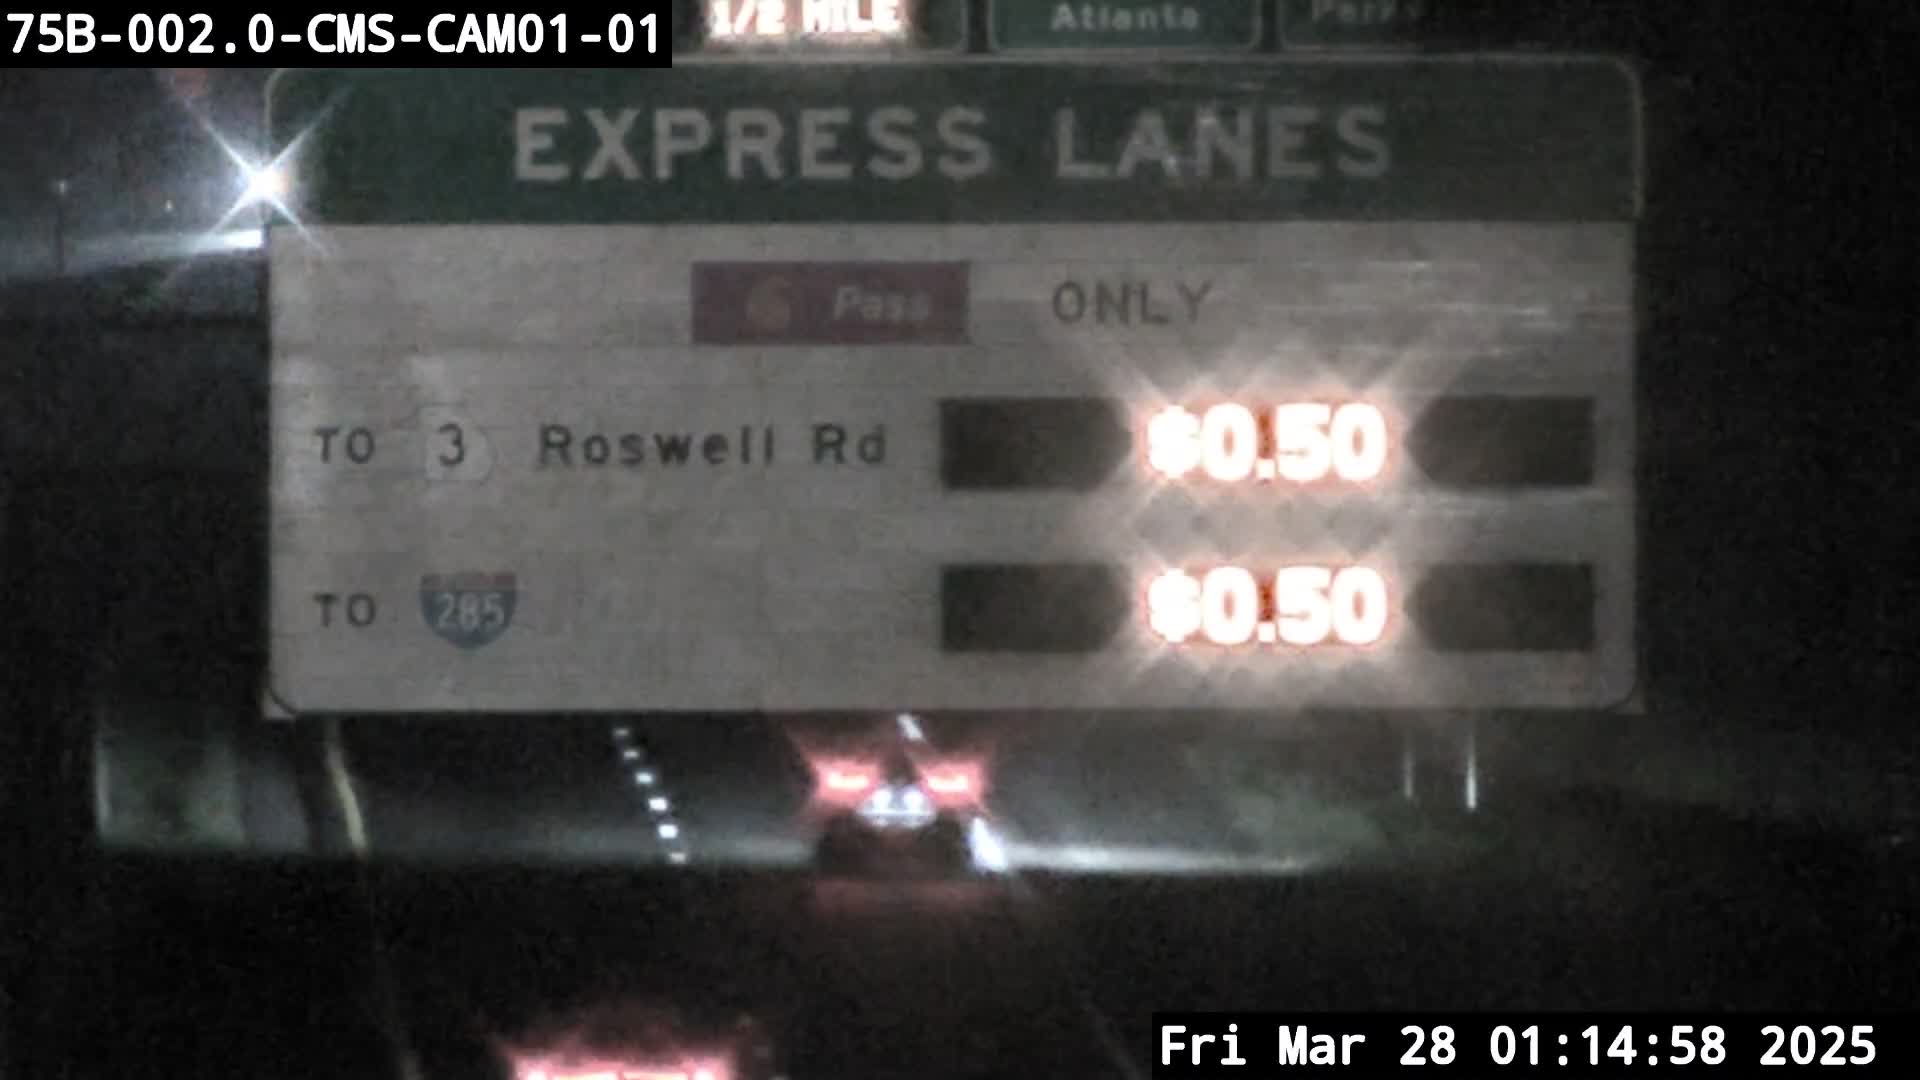 75B-002.0-CMS-CAM01-01
1/2 MILE
Atlanta
EXPRESS LANES
Pass ONLY
TO 3 Roswell Rd $0.50
TO 285 $0.50
Fri Mar 28 01:14:58 2025